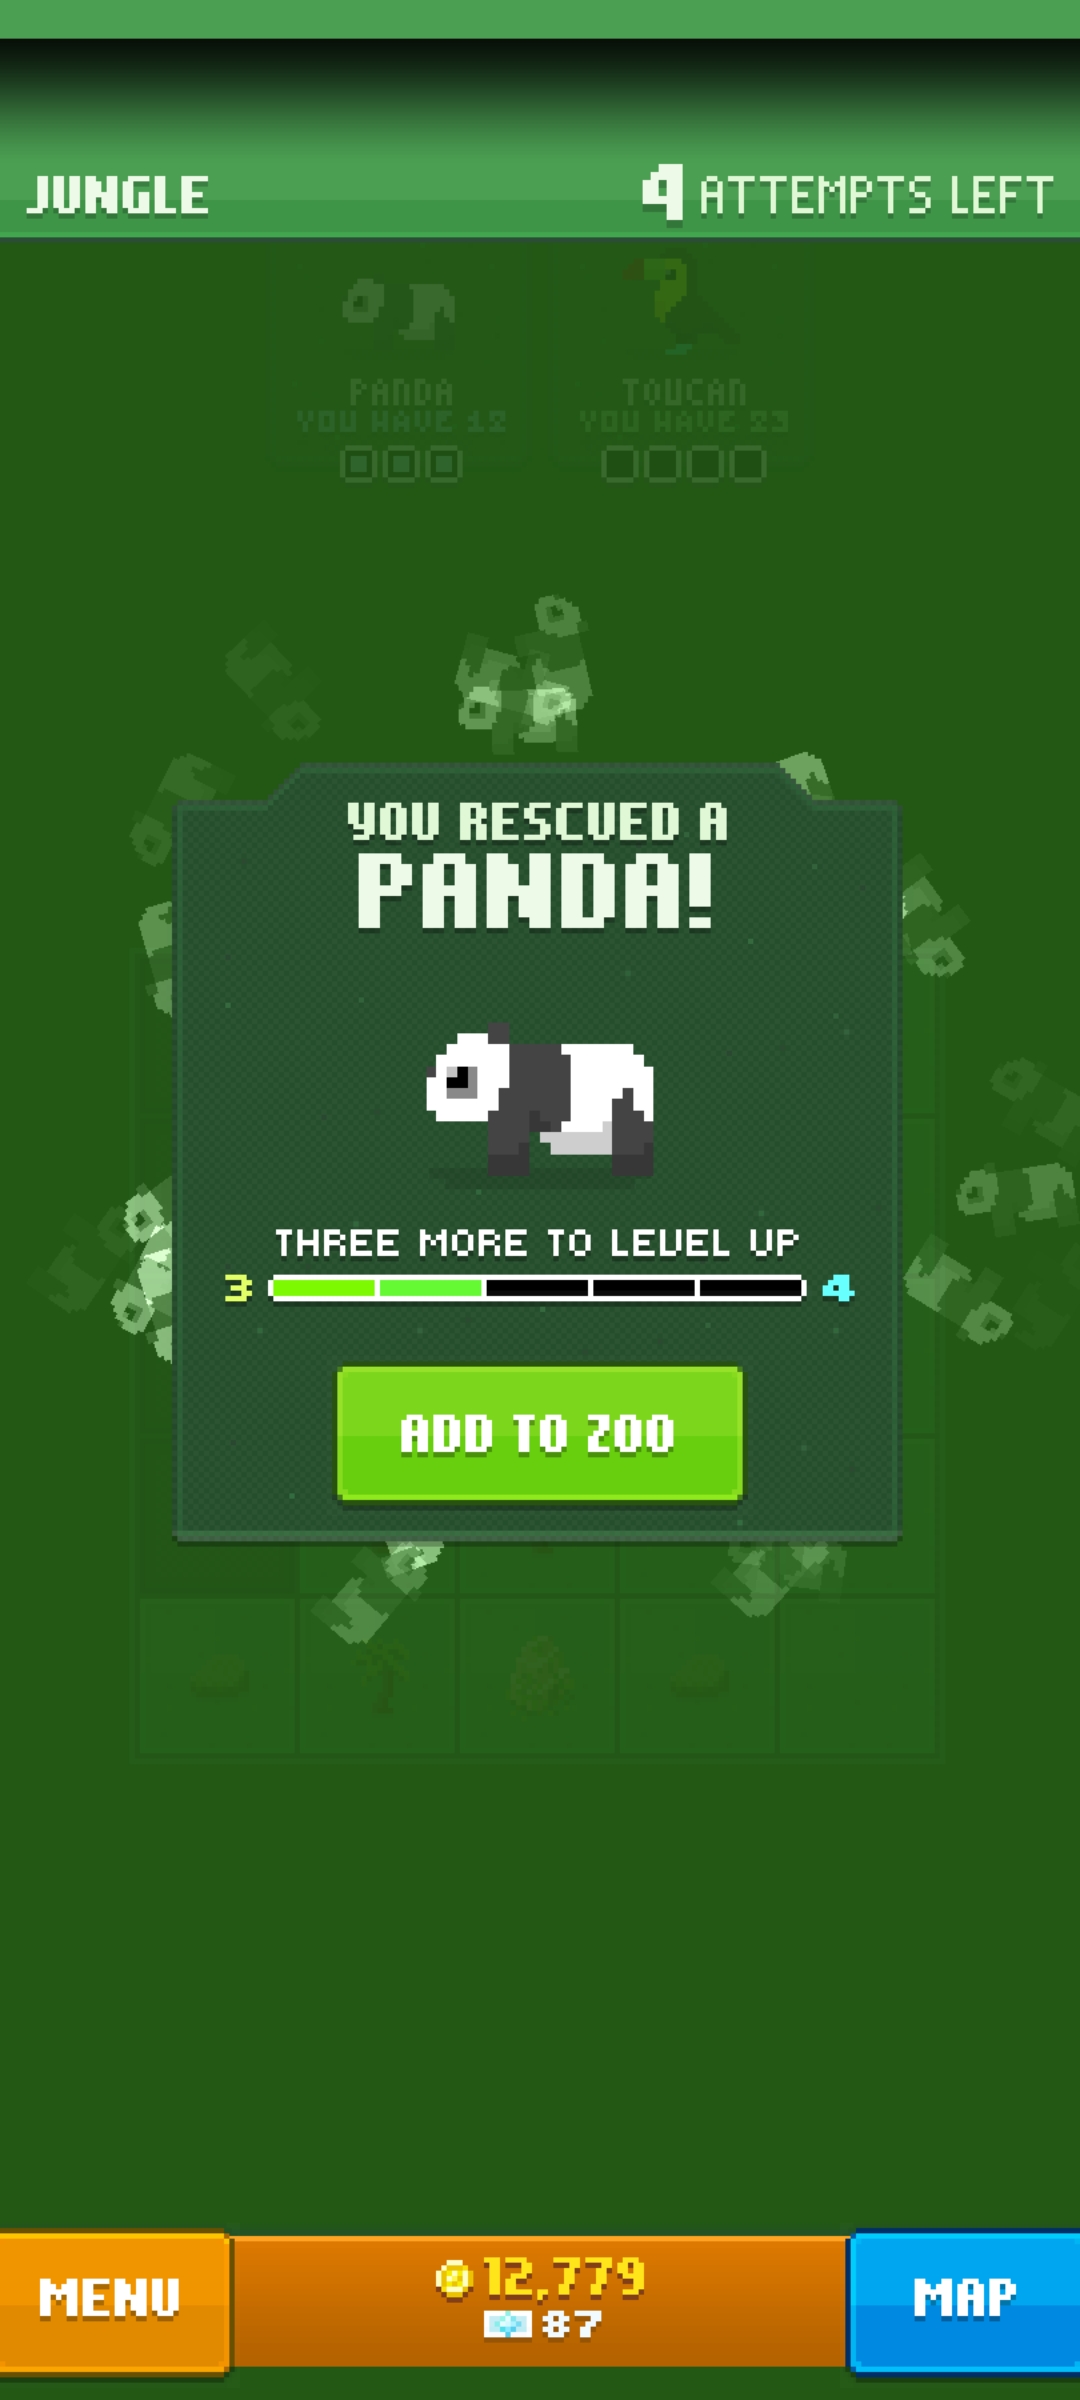 JUNGLE
4 ATTEMPTS LEFT
PANDA
YOU HAVE 12
TOUCAN
YOU HAVE 23
YOU RESCUED A
PANDA!
THREE MORE TO LEVEL UP
3
4
ADD TO ZOO
MENU
12,779
87
MAP